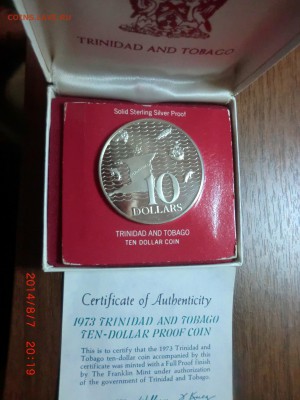 coins.su
TRINIDAD AND TOBAGO
Solid Sterling Silver Proof
10
DOLLARS
TRINIDAD AND TOBAGO
TEN DOLLAR COIN
Certificate of Authenticity
1973 TRINIDAD AND TOBAGO
TEN-DOLLAR PROOF COIN
This is to certify that the 1973 Trinidad and
Tobago ten-dollar coin accompanied by this
certificate was minted with a Full Proof finish
by The Franklin Mint under authorization
of the government of Trinidad and Tobago.
2014/8/7 20:19